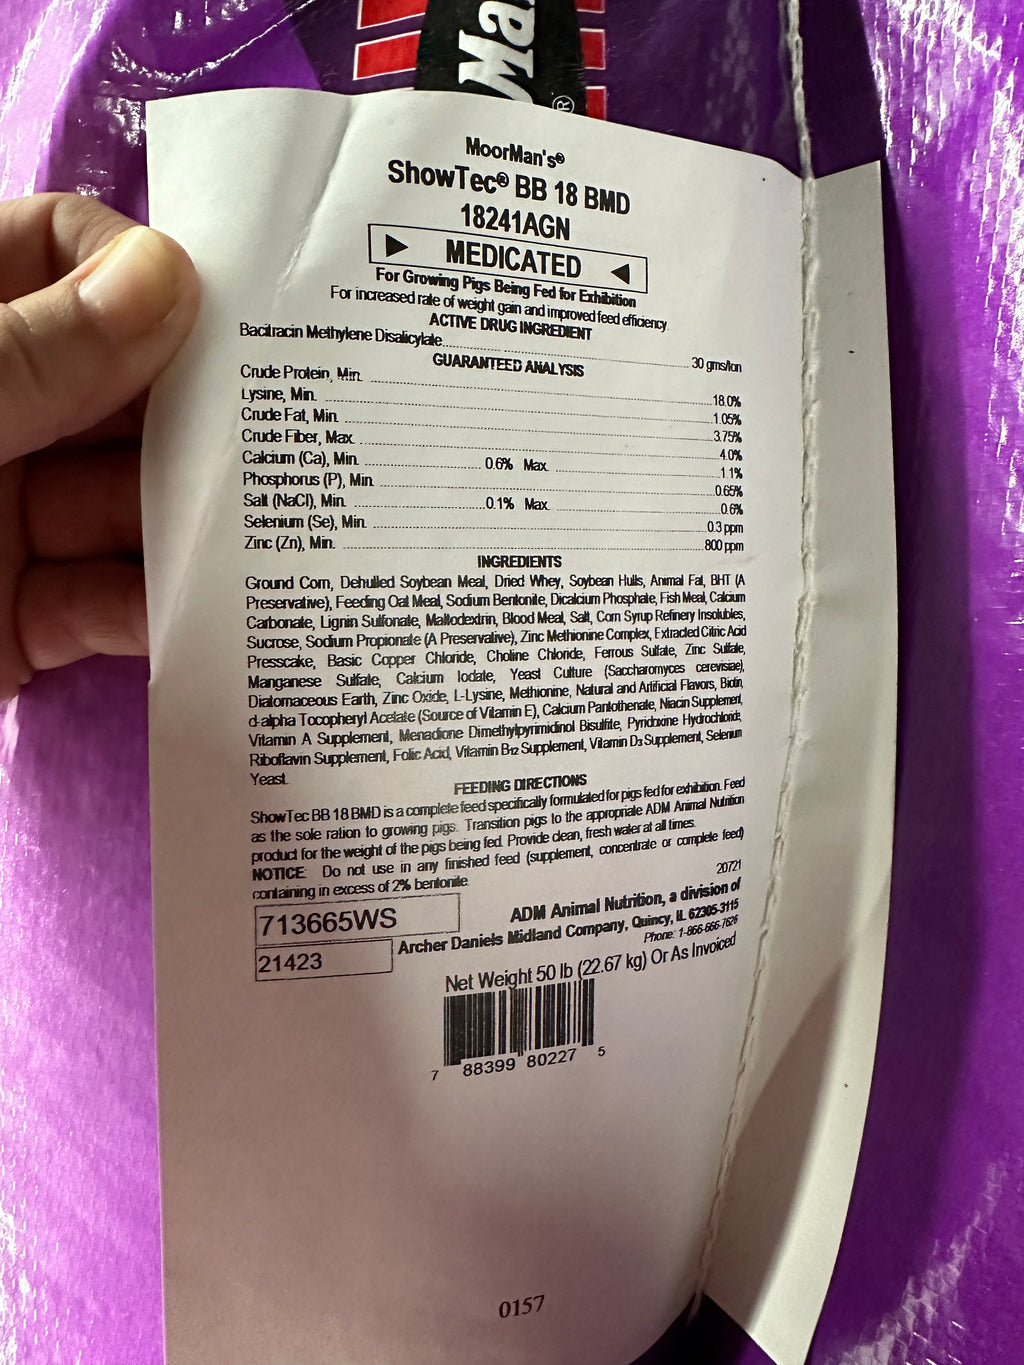 Ma
®
MoorMan's®
ShowTec® BB 18 BMD
18241AGN
► MEDICATED ◄
For Growing Pigs Being Fed for Exhibition
For increased rate of weight gain and improved feed efficiency.
ACTIVE DRUG INGREDIENT
Bacitracin Methylene Disalicylate 30 gms/ton
GUARANTEED ANALYSIS
Crude Protein, Min. 18.0%
Lysine, Min. 1.05%
Crude Fat, Min. 3.75%
Crude Fiber, Max. 4.0%
Calcium (Ca), Min. 0.6% Max. 1.1%
Phosphorus (P), Min. 0.65%
Salt (NaCl), Min. 0.1% Max. 0.6%
Selenium (Se), Min. 0.3 ppm
Zinc (Zn), Min. 800 ppm
INGREDIENTS
Ground Corn, Dehulled Soybean Meal, Dried Whey, Soybean Hulls, Animal Fat, BHT (A
Preservative), Feeding Oat Meal, Sodium Bentonite, Dicalcium Phosphate, Fish Meal, Calcium
Carbonate, Lignin Sulfonate, Maltodextrin, Blood Meal, Salt, Corn Syrup Refinery Insolubles,
Sucrose, Sodium Propionate (A Preservative), Zinc Methionine Complex, Extracted Citric Acid
Presscake, Basic Copper Chloride, Choline Chloride, Ferrous Sulfate, Zinc Sulfate,
Manganese Sulfate, Calcium Iodate, Yeast Culture (Saccharomyces cerevisiae),
Diatomaceous Earth, Zinc Oxide, L-Lysine, Methionine, Natural and Artificial Flavors, Biotin,
d-alpha Tocopheryl Acetate (Source of Vitamin E), Calcium Pantothenate, Niacin Supplement,
Vitamin A Supplement, Menadione Dimethylpyrimidinol Bisulfite, Pyridoxine Hydrochloride,
Riboflavin Supplement, Folic Acid, Vitamin B12 Supplement, Vitamin D3 Supplement, Selenium
Yeast.
FEEDING DIRECTIONS
ShowTec BB 18 BMD is a complete feed specifically formulated for pigs fed for exhibition. Feed
as the sole ration to growing pigs. Transition pigs to the appropriate ADM Animal Nutrition
product for the weight of the pigs being fed. Provide clean, fresh water at all times.
NOTICE: Do not use in any finished feed (supplement, concentrate or complete feed)
containing in excess of 2% bentonite.
20721
713665WS
21423
ADM Animal Nutrition, a division of
Archer Daniels Midland Company, Quincy, IL 62305-3115
Phone: 1-866-666-7626
Net Weight 50 lb (22.67 kg) Or As Invoiced
7 88399 80227 5
0157